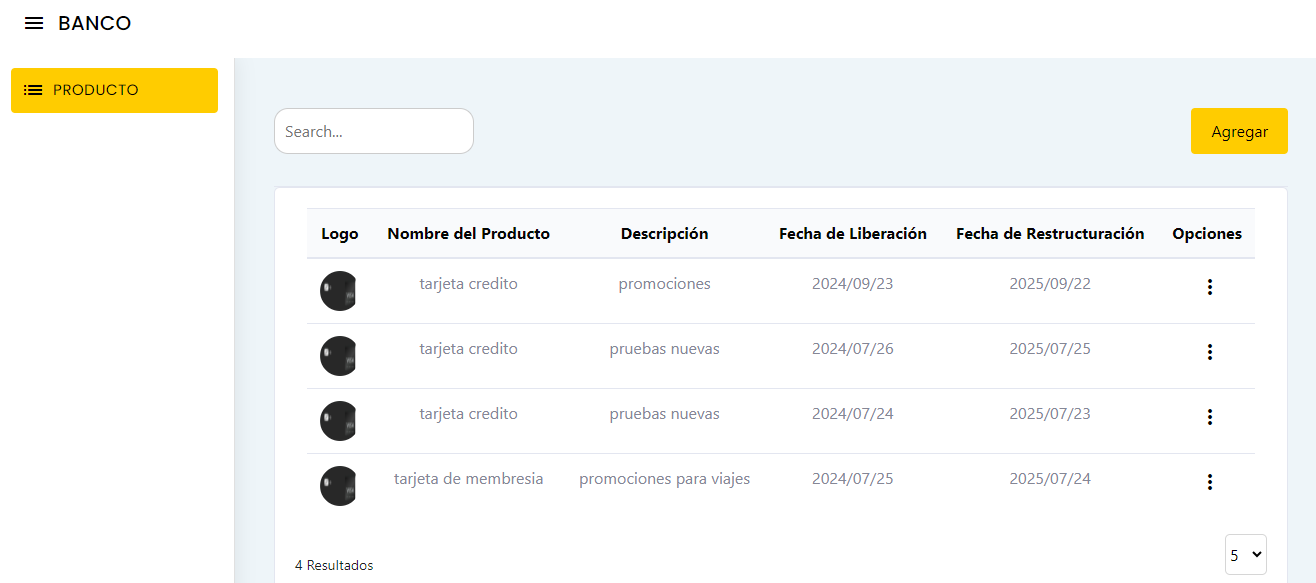 BANCO
PRODUCTO
Search...
Agregar
Logo Nombre del Producto Descripción Fecha de Liberación Fecha de Restructuración Opciones
tarjeta credito promociones 2024/09/23 2025/09/22
tarjeta credito pruebas nuevas 2024/07/26 2025/07/25
tarjeta credito pruebas nuevas 2024/07/24 2025/07/23
tarjeta de membresia promociones para viajes 2024/07/25 2025/07/24
4 Resultados
5